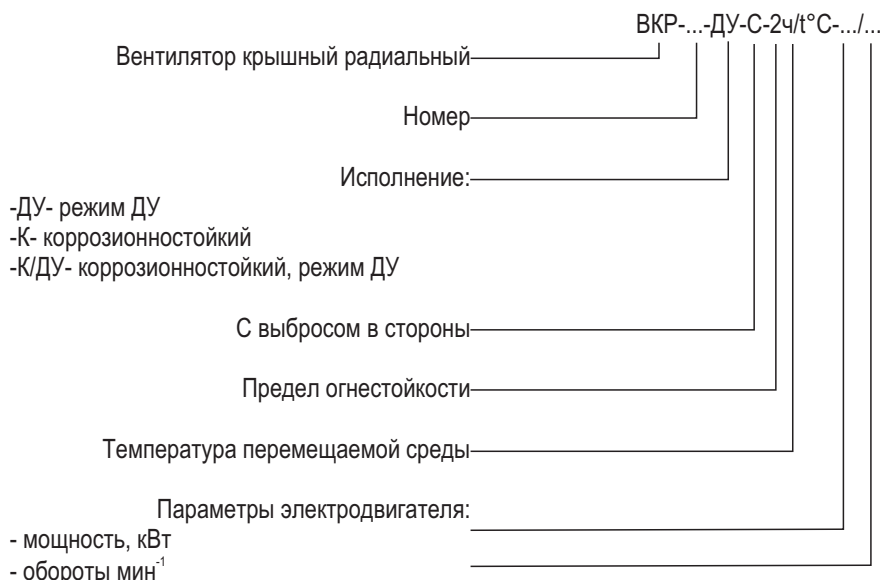 ВКР-...-ДУ-С-2ч/t°С-.../...
Вентилятор крышный радиальный
Номер
Исполнение:
-ДУ- режим ДУ
-К- коррозионностойкий
-К/ДУ- коррозионностойкий, режим ДУ
С выбросом в стороны
Предел огнестойкости
Температура перемещаемой среды
Параметры электродвигателя:
- мощность, кВт
- обороты мин⁻¹